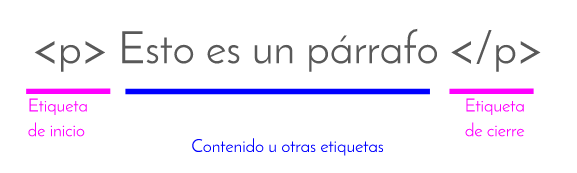 <p> Esto es un párrafo </p>
Etiqueta
de inicio
Contenido u otras etiquetas
Etiqueta
de cierre